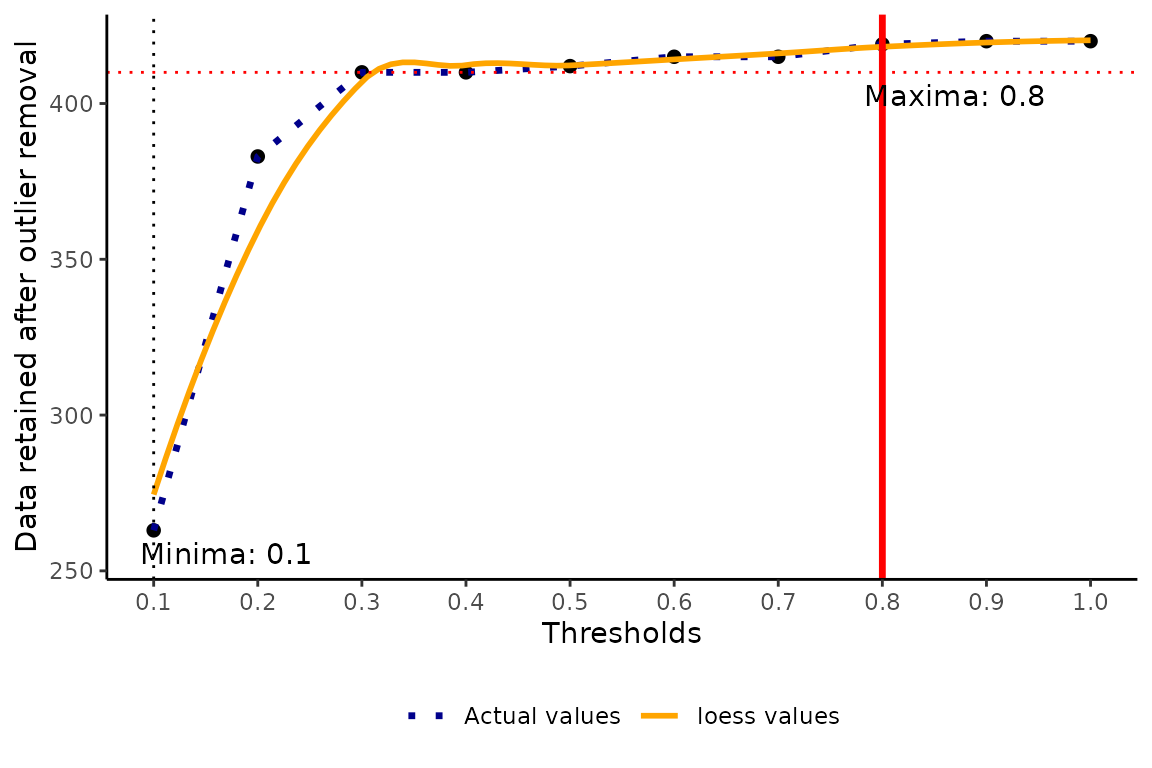 Data retained after outlier removal
400
350
300
250
Maxima: 0.8
Minima: 0.1
0.1 0.2 0.3 0.4 0.5 0.6 0.7 0.8 0.9 1.0
Thresholds
Actual values loess values